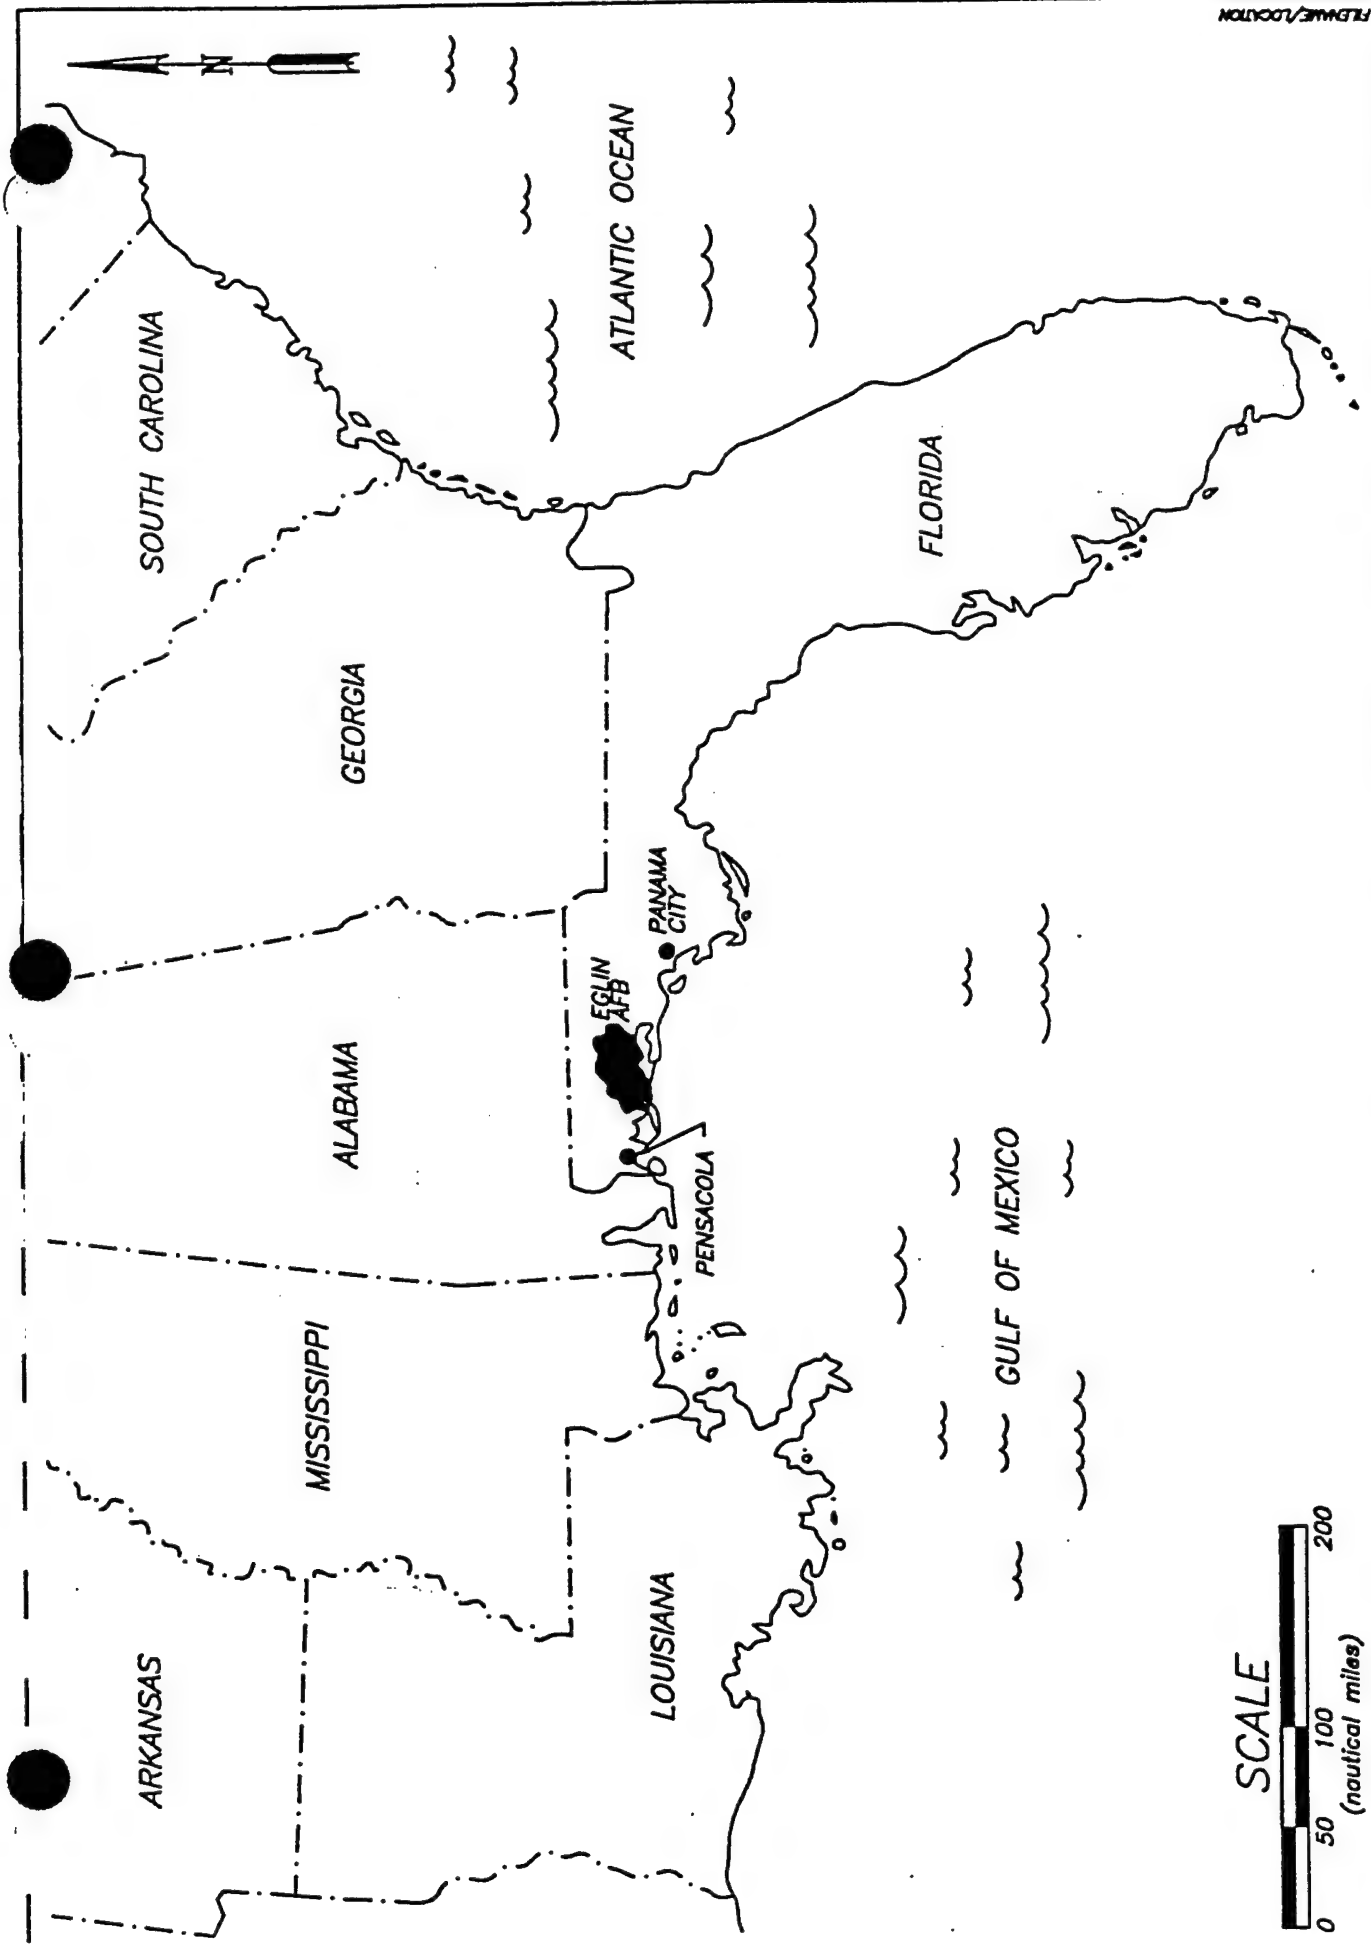 FILENAME/LOCATION
N
SOUTH CAROLINA
ATLANTIC OCEAN
ARKANSAS
MISSISSIPPI
ALABAMA
GEORGIA
EGLIN
AFB
PANAMA
CITY
LOUISIANA
PENSACOLA
FLORIDA
GULF OF MEXICO
SCALE
0 50 100 200
(nautical miles)